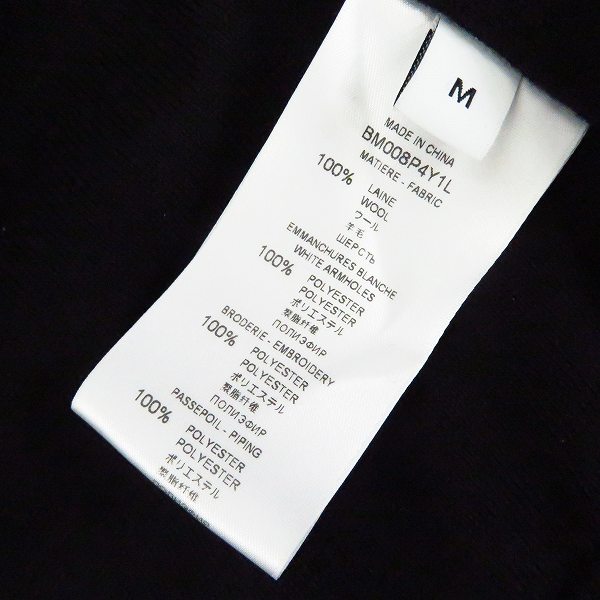 M
MADE IN CHINA
BM008P4Y1L
MATIERE - FABRIC
100% LAINE
WOOL
ウール
羊毛
ШЕРСТЬ
EMMANCHURES BLANCHE
WHITE ARMHOLES
100% POLYESTER
POLYESTER
ポリエステル
聚脂纤维
ПОЛИЭФИР
BRODERIE - EMBROIDERY
100% POLYESTER
POLYESTER
ポリエステル
聚脂纤维
ПОЛИЭФИР
PASSEPOIL - PIPING
100% POLYESTER
POLYESTER
ポリエステル
聚脂纤维